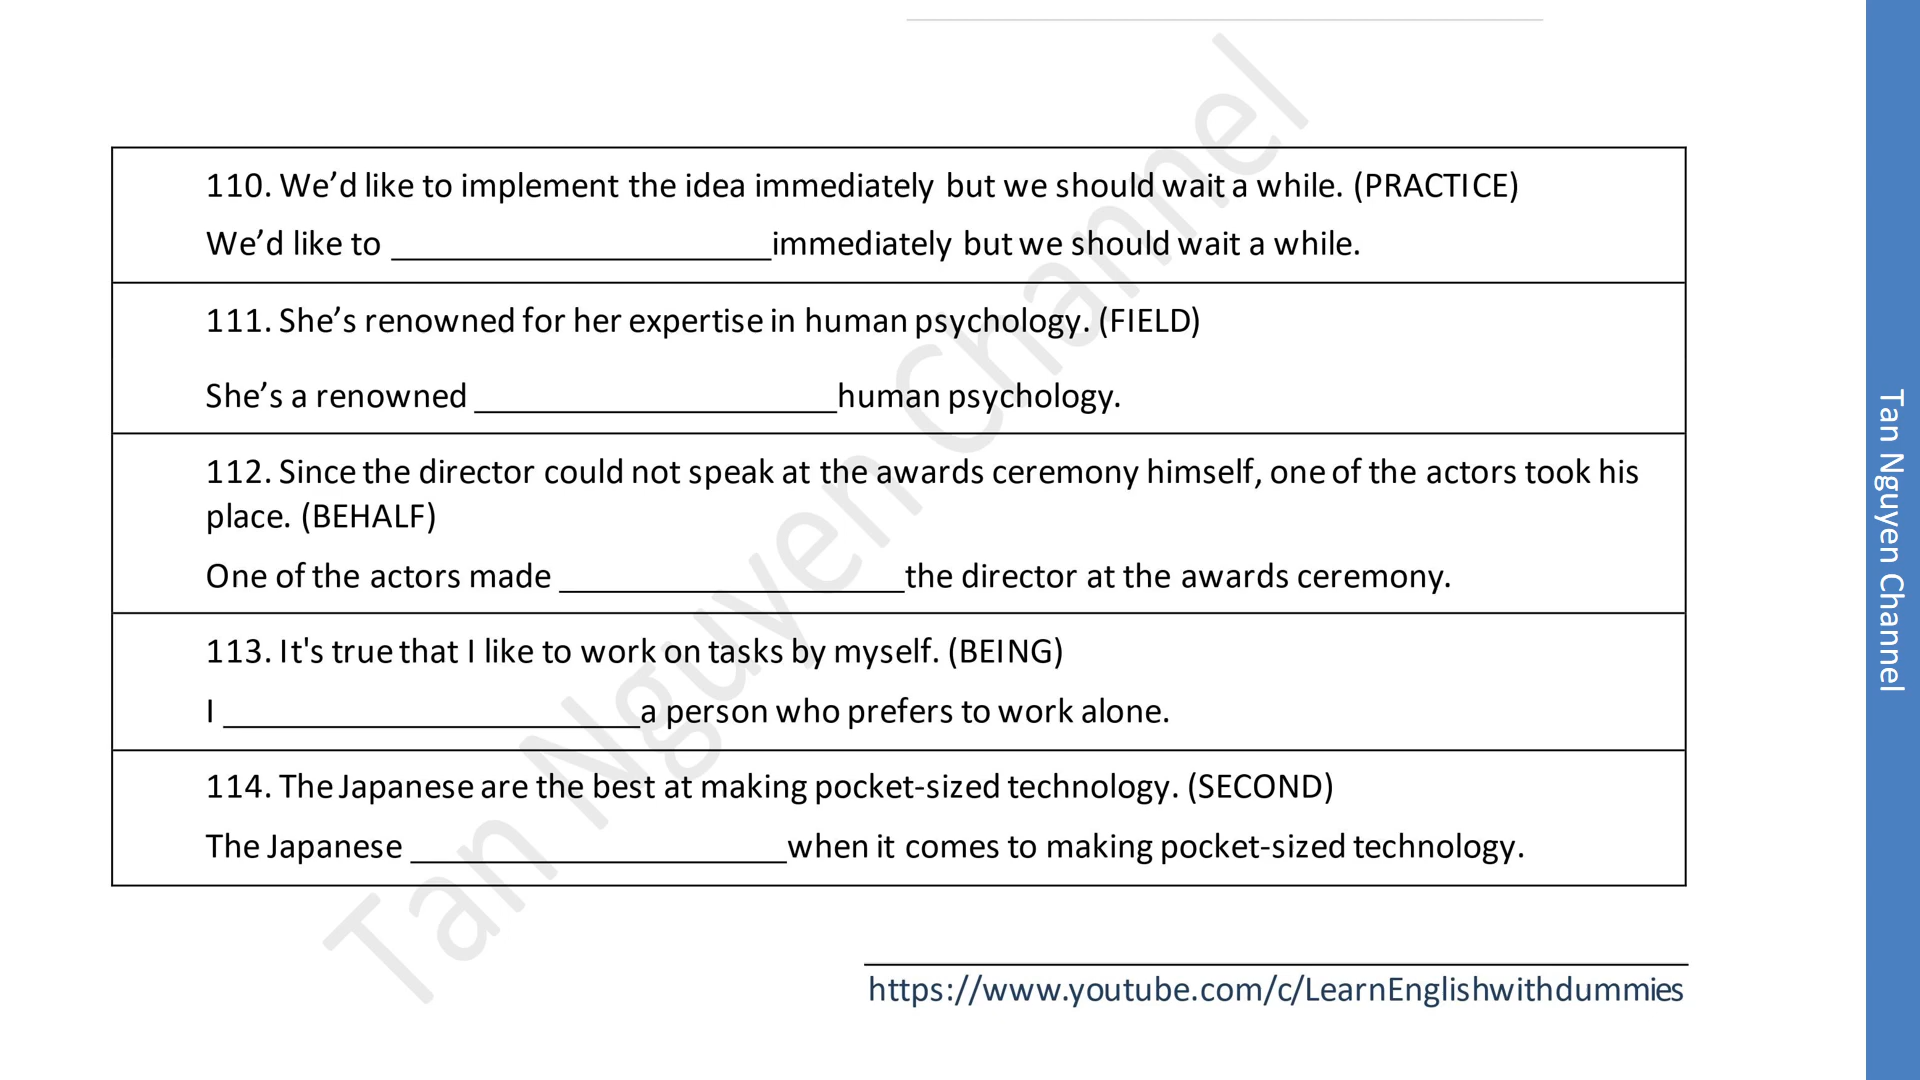 110. We’d like to implement the idea immediately but we should wait a while. (PRACTICE)
We’d like to ____________________immediately but we should wait a while.
111. She’s renowned for her expertise in human psychology. (FIELD)
She’s a renowned ____________________human psychology.
112. Since the director could not speak at the awards ceremony himself, one of the actors took his
place. (BEHALF)
One of the actors made ____________________the director at the awards ceremony.
113. It's true that I like to work on tasks by myself. (BEING)
I ____________________a person who prefers to work alone.
114. The Japanese are the best at making pocket-sized technology. (SECOND)
The Japanese ____________________when it comes to making pocket-sized technology.
https://www.youtube.com/c/LearnEnglishwithdummies
Tan Nguyen Channel
Tan Nguyen Channel